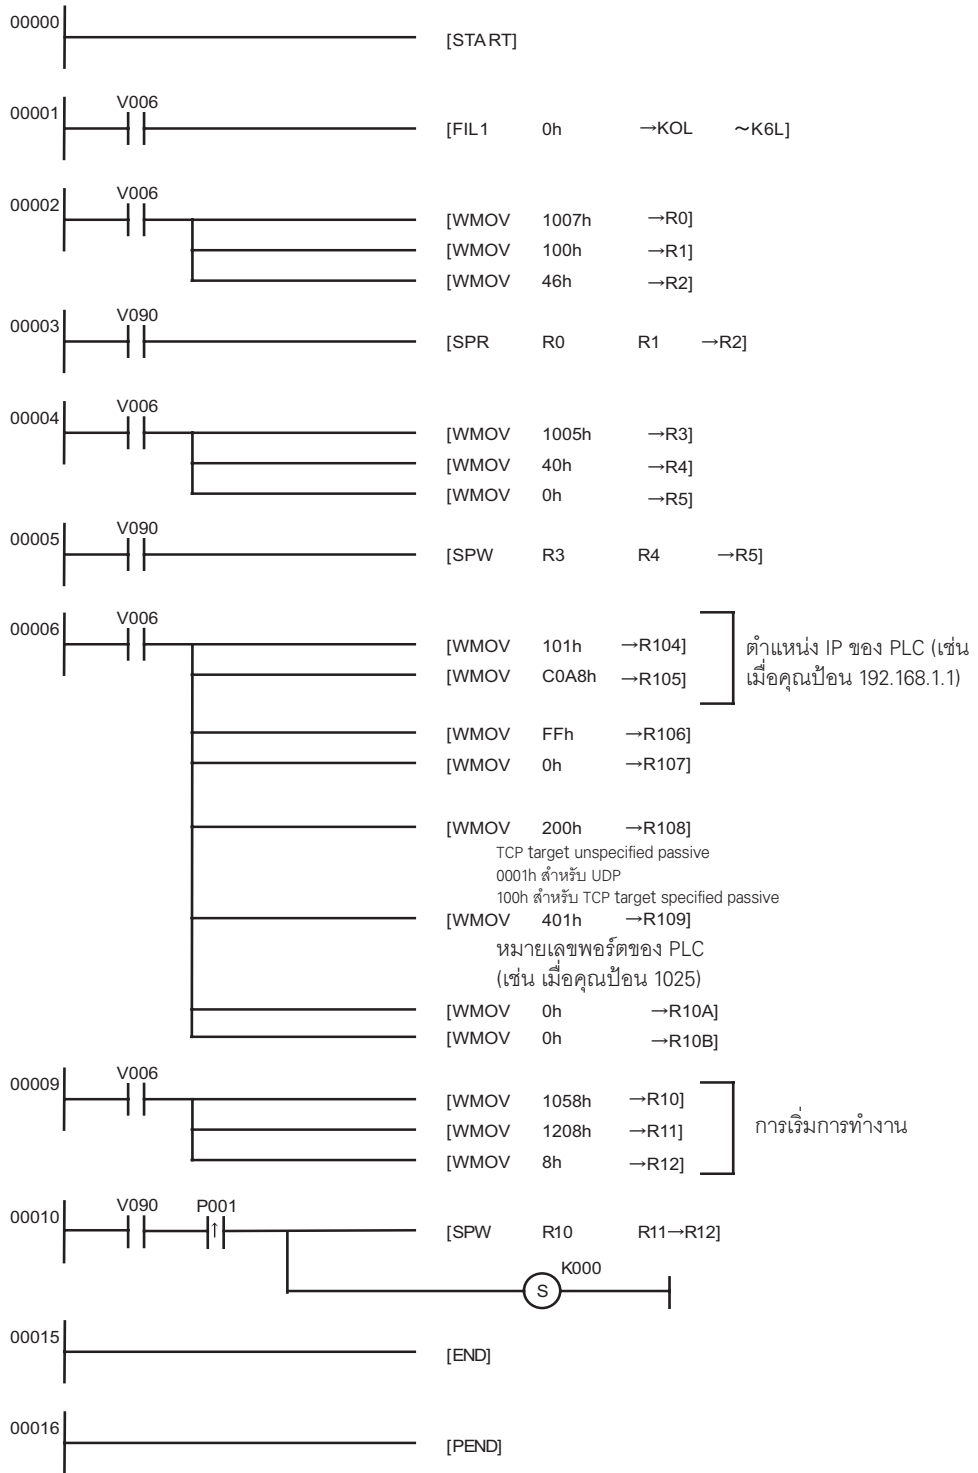 00000
[START]
00001 V006
[FIL1 0h →KOL ～K6L]
00002 V006
[WMOV 1007h →R0]
[WMOV 100h →R1]
[WMOV 46h →R2]
00003 V090
[SPR R0 R1 →R2]
00004 V006
[WMOV 1005h →R3]
[WMOV 40h →R4]
[WMOV 0h →R5]
00005 V090
[SPW R3 R4 →R5]
00006 V006
[WMOV 101h →R104]
[WMOV C0A8h →R105]
ตำแหน่ง IP ของ PLC (เช่น
เมื่อคุณป้อน 192.168.1.1)
[WMOV FFh →R106]
[WMOV 0h →R107]
[WMOV 200h →R108]
TCP target unspecified passive
0001h สำหรับ UDP
100h สำหรับ TCP target specified passive
[WMOV 401h →R109]
หมายเลขพอร์ตของ PLC
(เช่น เมื่อคุณป้อน 1025)
[WMOV 0h →R10A]
[WMOV 0h →R10B]
00009 V006
[WMOV 1058h →R10]
[WMOV 1208h →R11]
[WMOV 8h →R12]
การเริ่มการทำงาน
00010 V090 P001
↑
[SPW R10 R11→R12]
K000
S
00015
[END]
00016
[PEND]